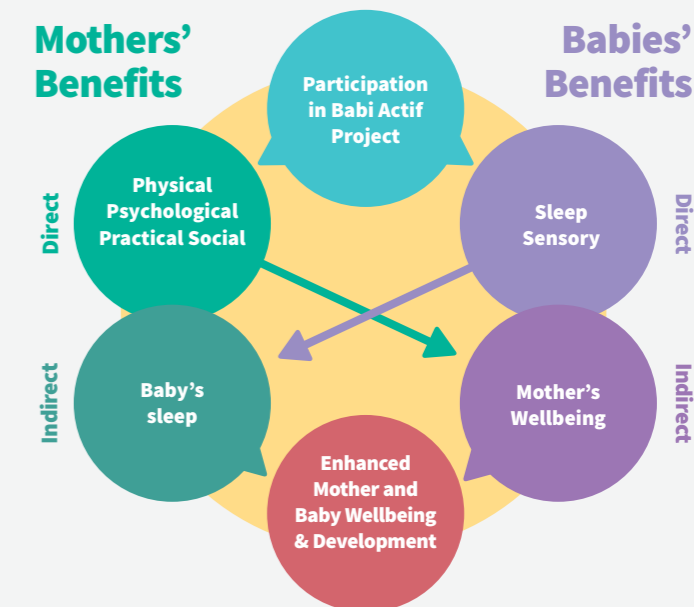 Mothers’
Benefits
Babies’
Benefits
Participation
in Babi Actif
Project
Direct
Physical
Psychological
Practical Social
Sleep
Sensory
Direct
Indirect
Baby’s
sleep
Mother’s
Wellbeing
Indirect
Enhanced
Mother and
Baby Wellbeing
& Development